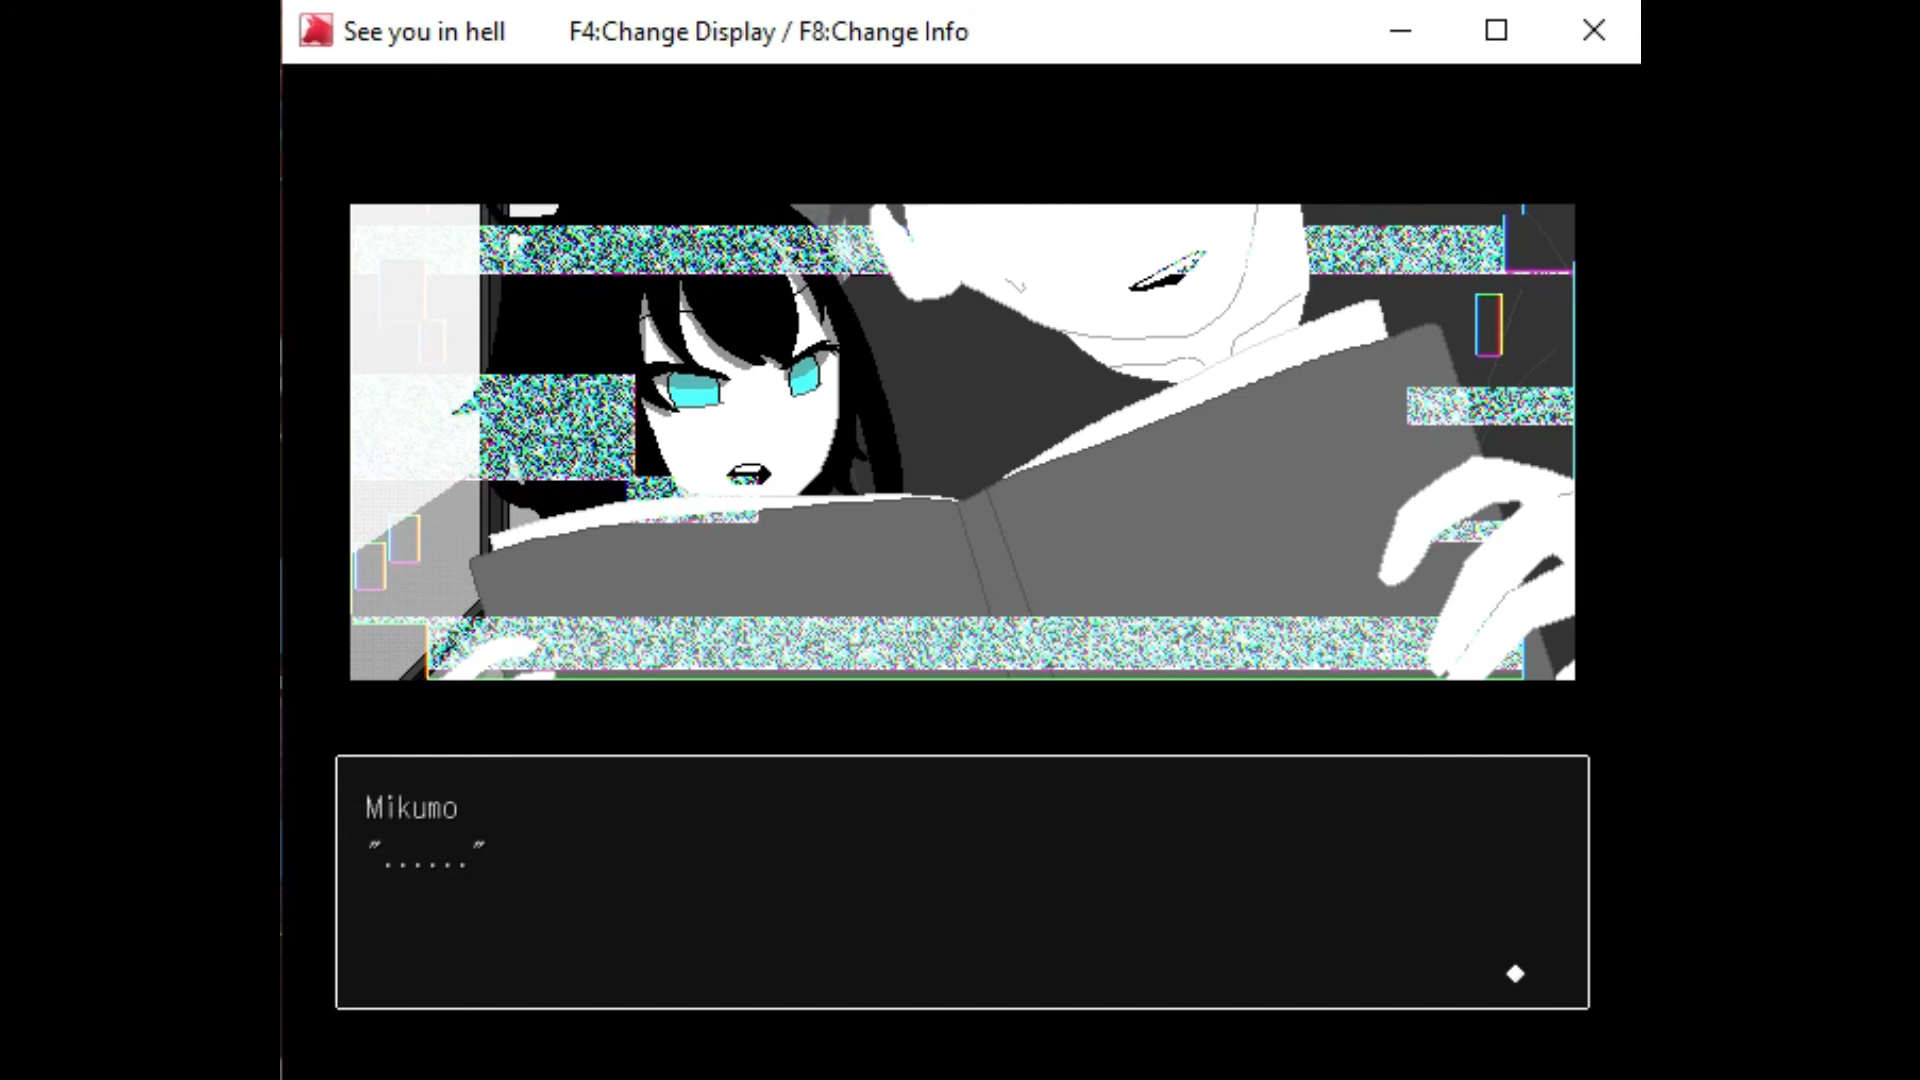 See you in hell F4:Change Display / F8:Change Info
Mikumo
"......"